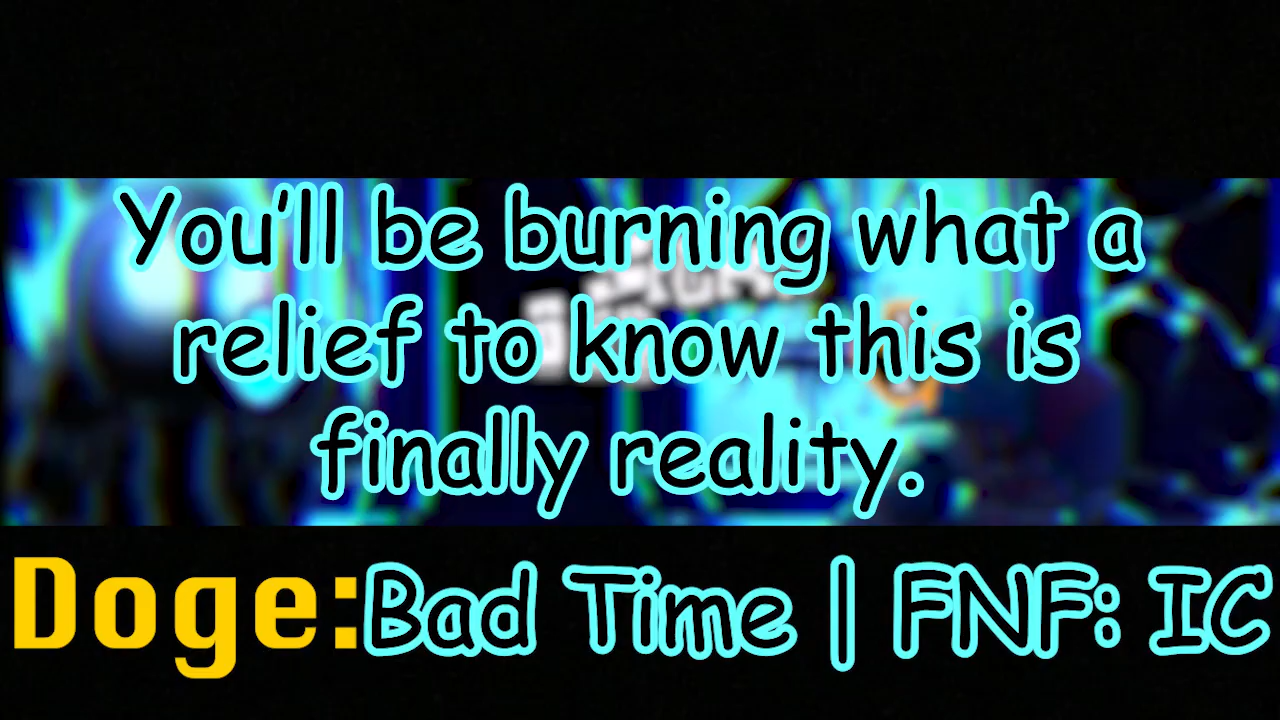 You'll be burning what a
relief to know this is
finally reality.
Doge:Bad Time | FNF: IC